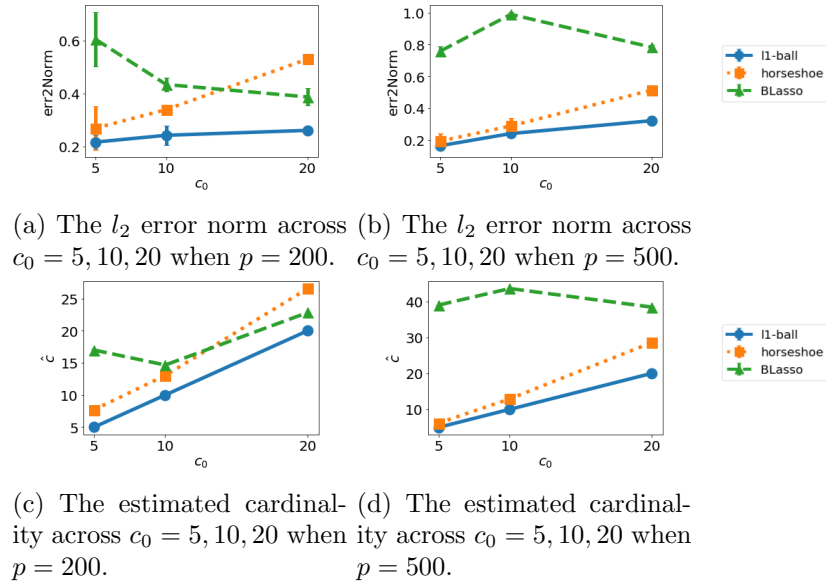 0.6
0.4
0.2
err2Norm
5
10
20
c0
1.0
0.8
0.6
0.4
0.2
err2Norm
5
10
20
c0
l1-ball
horseshoe
BLasso
(a) The l2 error norm across
c0 = 5, 10, 20 when p = 200.
(b) The l2 error norm across
c0 = 5, 10, 20 when p = 500.
25
20
15
10
5
ĉ
5
10
20
c0
40
30
20
10
ĉ
5
10
20
c0
l1-ball
horseshoe
BLasso
(c) The estimated cardinal-
ity across c0 = 5, 10, 20 when
p = 200.
(d) The estimated cardinal-
ity across c0 = 5, 10, 20 when
p = 500.